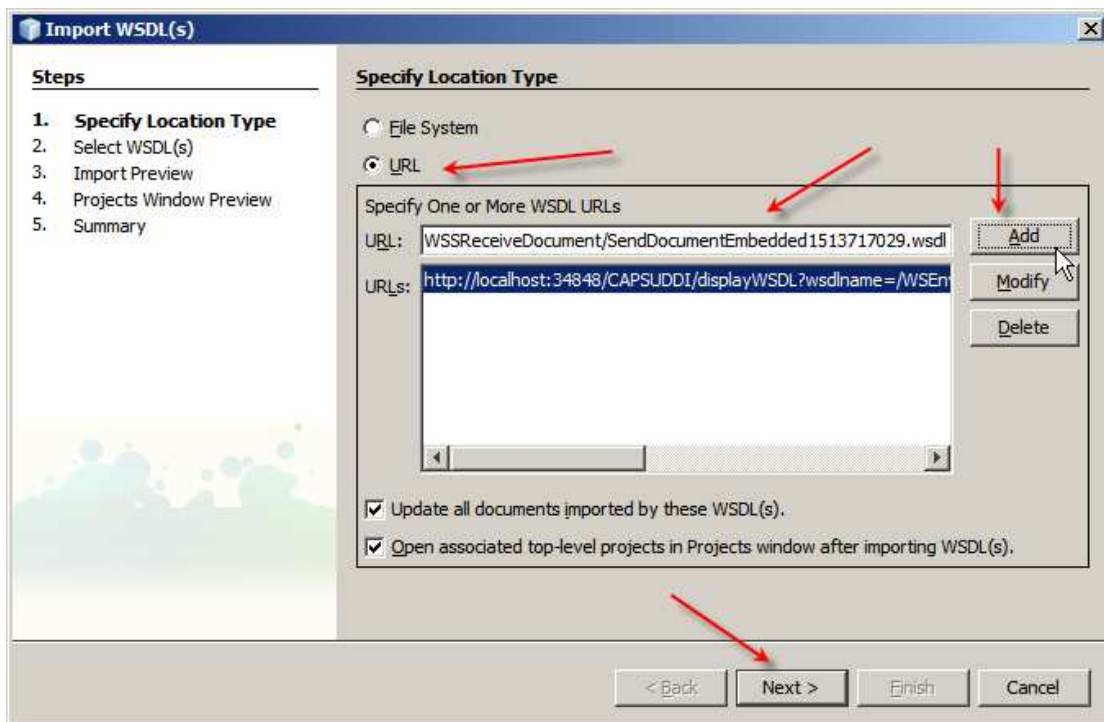 Import WSDL(s)
Steps
1. Specify Location Type
2. Select WSDL(s)
3. Import Preview
4. Projects Window Preview
5. Summary
Specify Location Type
File System
URL
Specify One or More WSDL URLs
URL: WSSReceiveDocument/SendDocumentEmbedded1513717029.wsdl
Add
URLs: http://localhost:34848/CAPSUDDI/displayWSDL?wsdlname=/WSEn
Modify
Delete
Update all documents imported by these WSDL(s).
Open associated top-level projects in Projects window after importing WSDL(s).
< Back Next > Finish Cancel